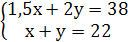 1,5x + 2y = 38
x + y = 22